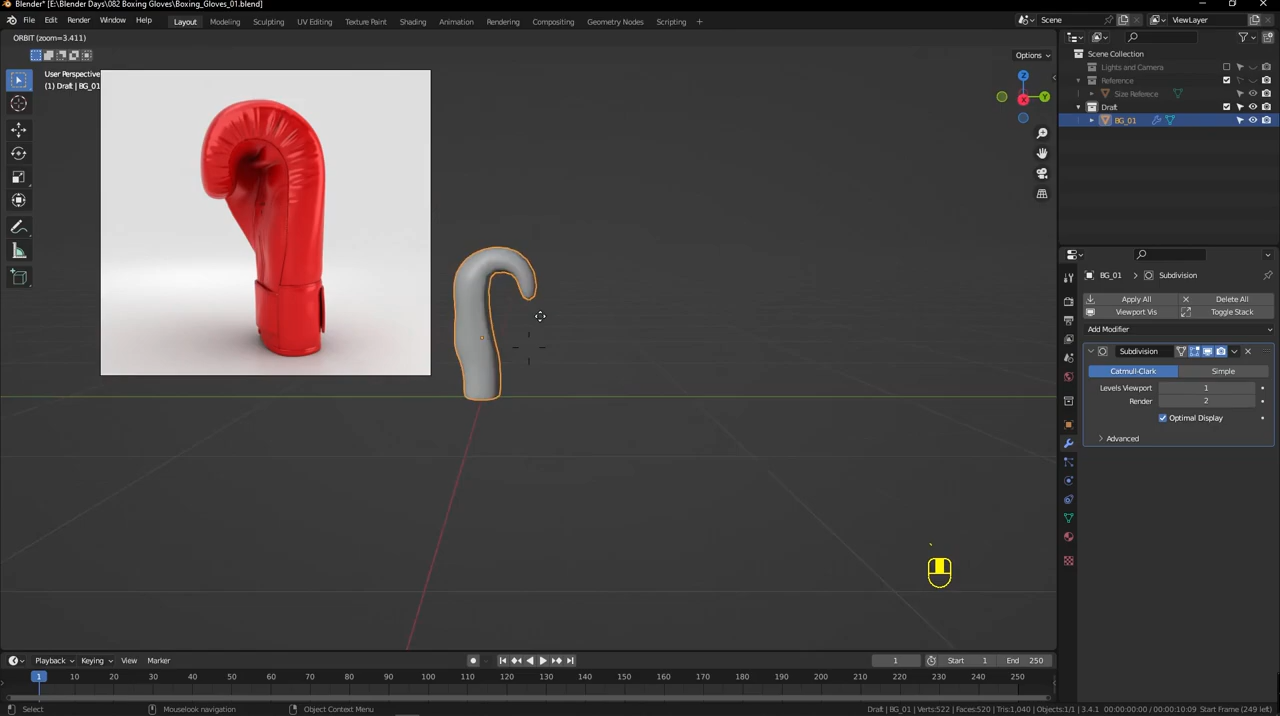 Blender* [E:\Blender Days\082 Boxing Gloves\Boxing_Gloves_01.blend]
File Edit Render Window Help Layout Modeling Sculpting UV Editing Texture Paint Shading Animation Rendering Compositing Geometry Nodes Scripting + Scene ViewLayer
ORBIT (zoom=3.411)
Options
User Perspective
(1) Draft | BG_01
Scene Collection
Lights and Camera
Reference
Size Referece
Draft
BG_01
Z
Y
X
BG_01 Subdivision
Apply All Delete All
Viewport Vis Toggle Stack
Add Modifier
Subdivision
Catmull-Clark Simple
Levels Viewport 1
Render 2
Optimal Display
Advanced
Playback Keying View Marker 1 Start 1 End 250
1 10 20 30 40 50 60 70 80 90 100 110 120 130 140 150 160 170 180 190 200 210 220 230 240 250
Select Mouselook navigation Object Context Menu Draft | BG_01 | Verts:522 | Faces:520 | Tris:1,040 | Objects:1/1 | 3.4.1 00:00:00:00 / 00:00:10:09 Start Frame (249 left)